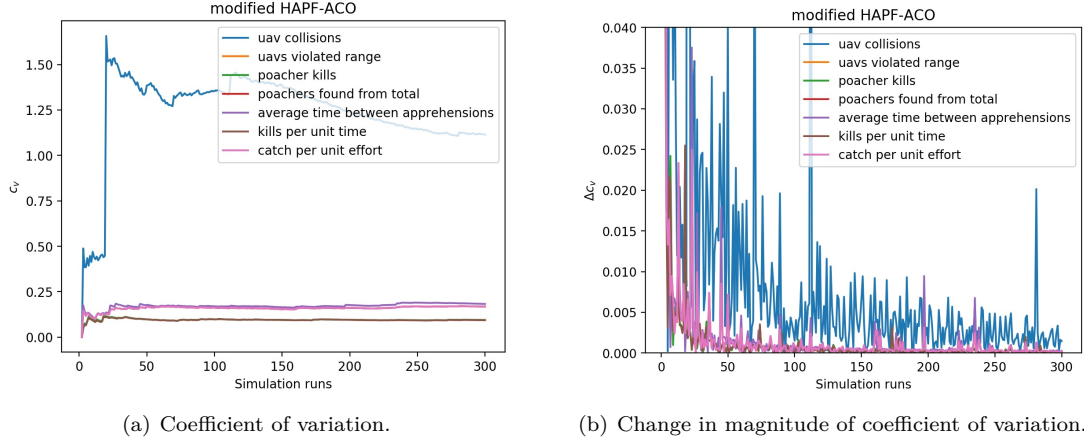 modified HAPF-ACO
uav collisions
uavs violated range
poacher kills
poachers found from total
average time between apprehensions
kills per unit time
catch per unit effort
1.50
1.25
1.00
0.75
0.50
0.25
0.00
c_v
0 50 100 150 200 250 300
Simulation runs
(a) Coefficient of variation.
modified HAPF-ACO
uav collisions
uavs violated range
poacher kills
poachers found from total
average time between apprehensions
kills per unit time
catch per unit effort
0.040
0.035
0.030
0.025
0.020
0.015
0.010
0.005
0.000
Δc_v
0 50 100 150 200 250 300
Simulation runs
(b) Change in magnitude of coefficient of variation.